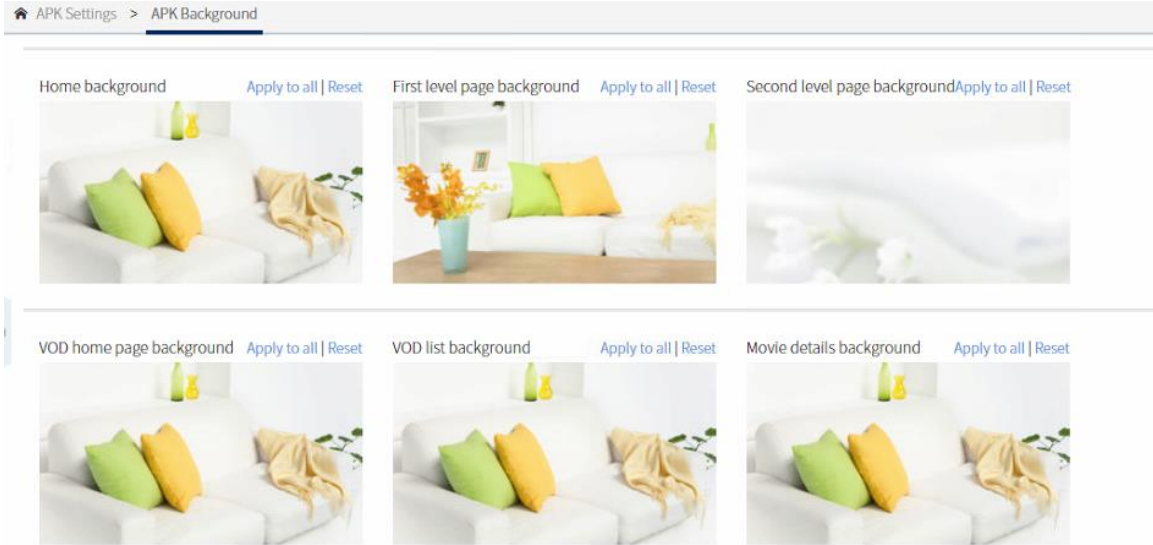 APK Settings > APK Background
Home background Apply to all | Reset
First level page background Apply to all | Reset
Second level page background Apply to all | Reset
VOD home page background Apply to all | Reset
VOD list background Apply to all | Reset
Movie details background Apply to all | Reset